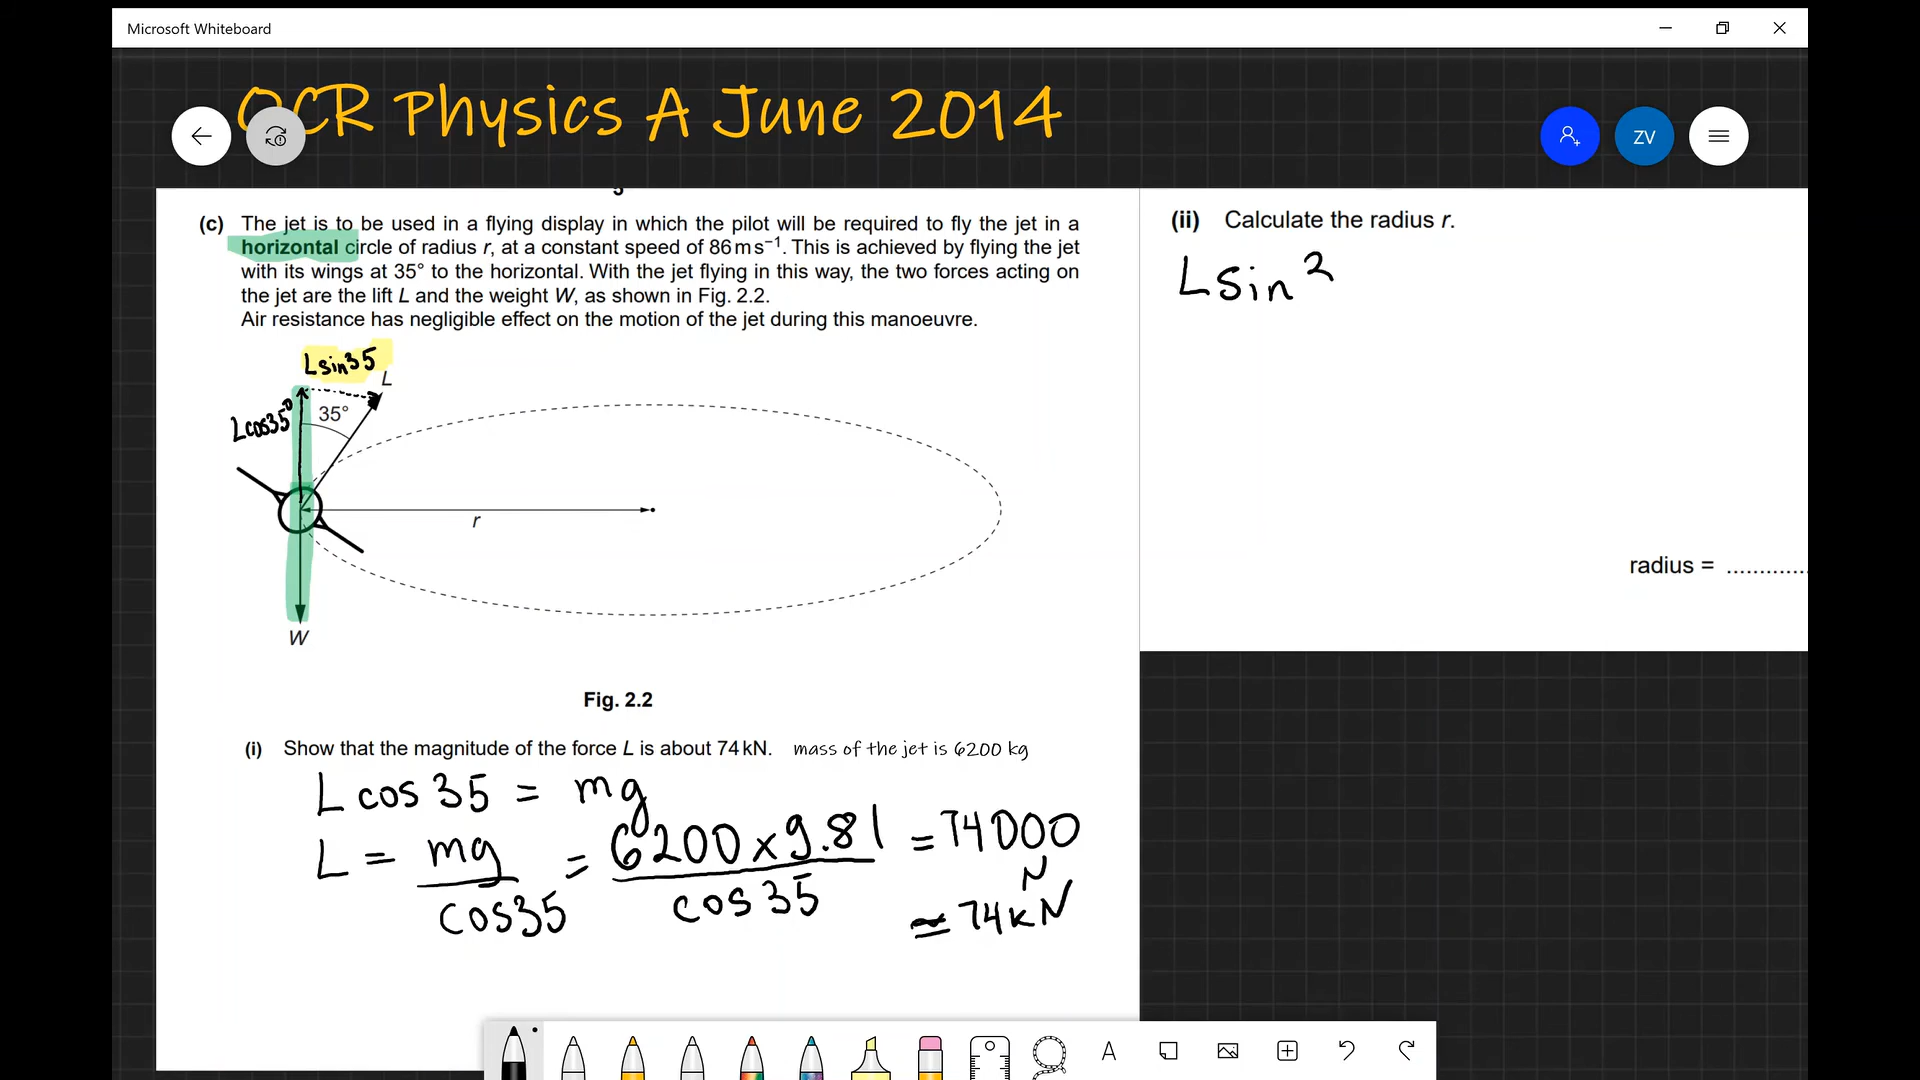 Microsoft Whiteboard
OCR Physics A June 2014
ZV
(c) The jet is to be used in a flying display in which the pilot will be required to fly the jet in a
horizontal circle of radius r, at a constant speed of 86 m s⁻¹. This is achieved by flying the jet
with its wings at 35° to the horizontal. With the jet flying in this way, the two forces acting on
the jet are the lift L and the weight W, as shown in Fig. 2.2.
Air resistance has negligible effect on the motion of the jet during this manoeuvre.
Lsin35
L
Lcos35°
35°
r
W
Fig. 2.2
(i) Show that the magnitude of the force L is about 74 kN. mass of the jet is 6200 kg
L cos 35 = mg
L = mg / cos35 = 6200 x 9.81 / cos 35 = 74000 N
≃ 74kN
(ii) Calculate the radius r.
L sin 3
radius = .............
A